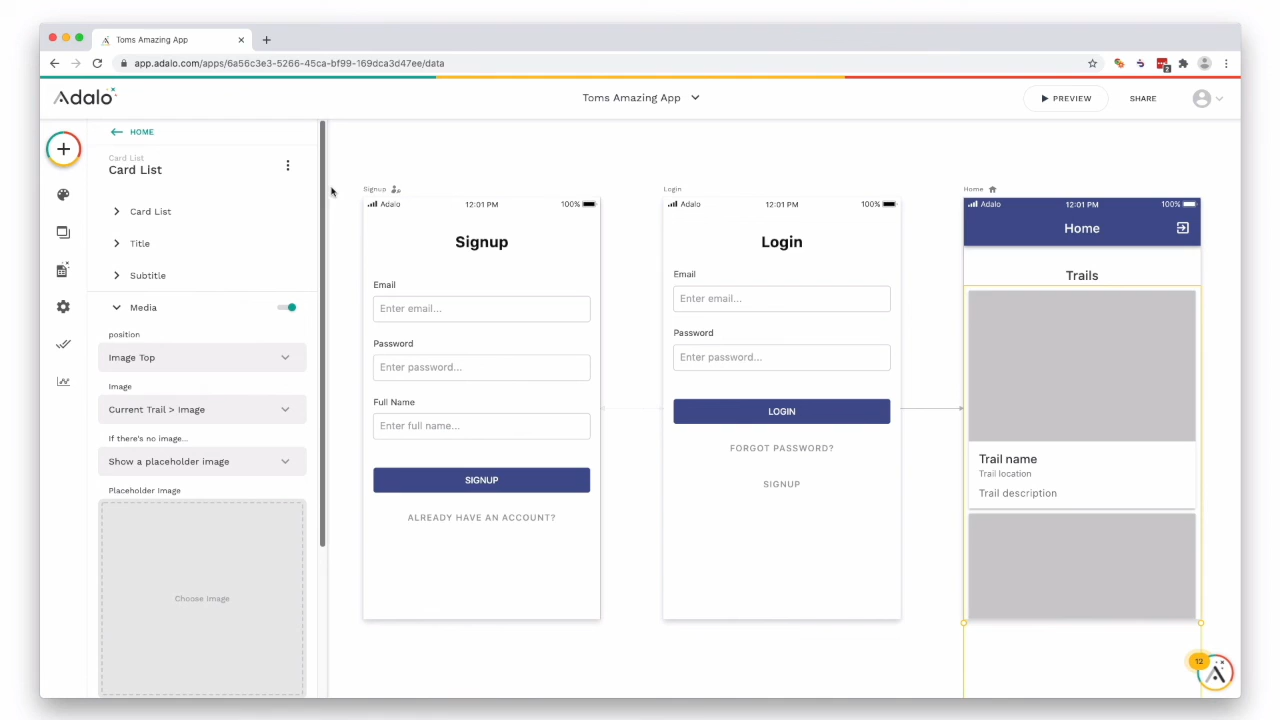 Toms Amazing App
app.adalo.com/apps/6a56c3e3-5266-45ca-bf99-169dca3d47ee/data
2
Adalo
Toms Amazing App
PREVIEW
SHARE
HOME
Card List
Card List
Card List
Title
Subtitle
Media
position
Image Top
Image
Current Trail > Image
If there's no image...
Show a placeholder image
Placeholder Image
Choose Image
Signup
Adalo 12:01 PM 100%
Signup
Email
Enter email...
Password
Enter password...
Full Name
Enter full name...
SIGNUP
ALREADY HAVE AN ACCOUNT?
Login
Adalo 12:01 PM 100%
Login
Email
Enter email...
Password
Enter password...
LOGIN
FORGOT PASSWORD?
SIGNUP
Home
Adalo 12:01 PM 100%
Home
Trails
Trail name
Trail location
Trail description
12